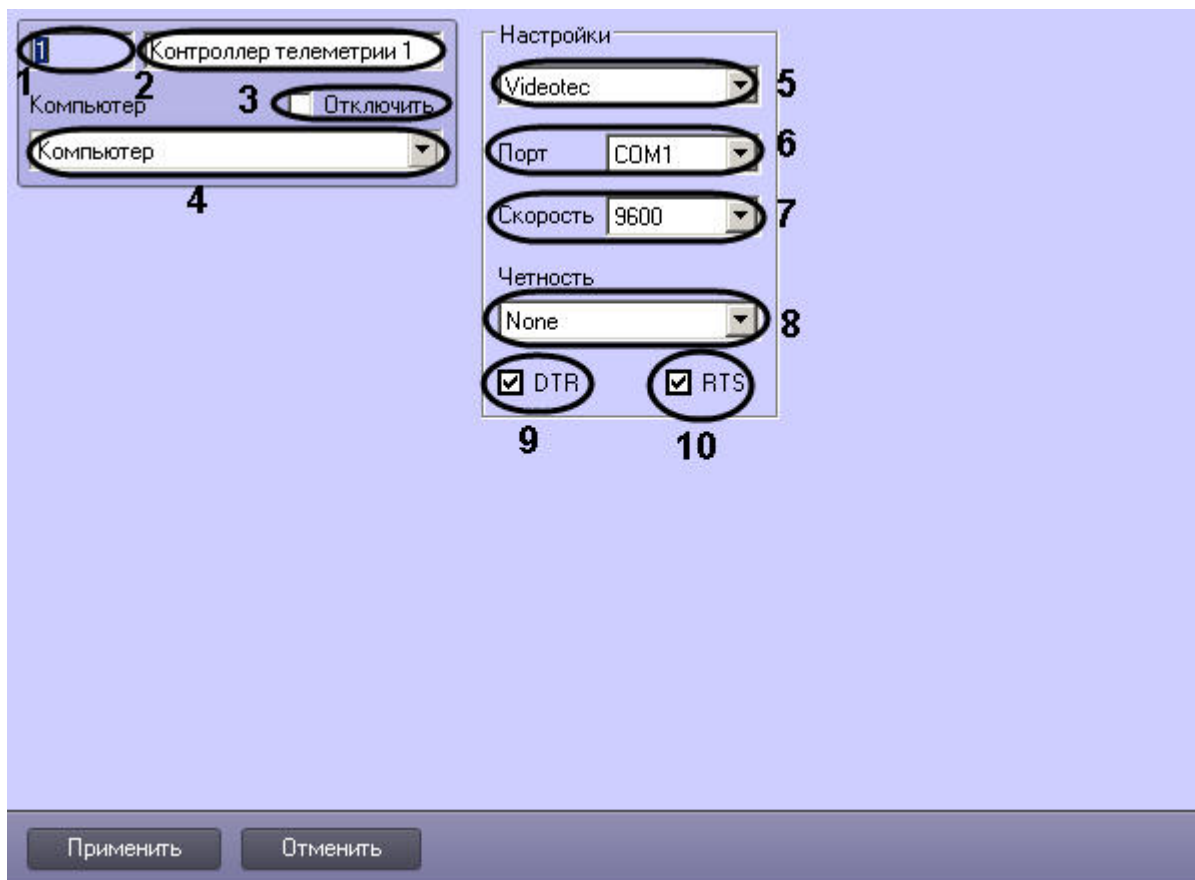 1 Контроллер телеметрии 1
1 2
Компьютер 3 Отключить
Компьютер
4
Настройки
Videotec 5
Порт COM1 6
Скорость 9600 7
Четность
None 8
DTR RTS
9 10
Применить Отменить